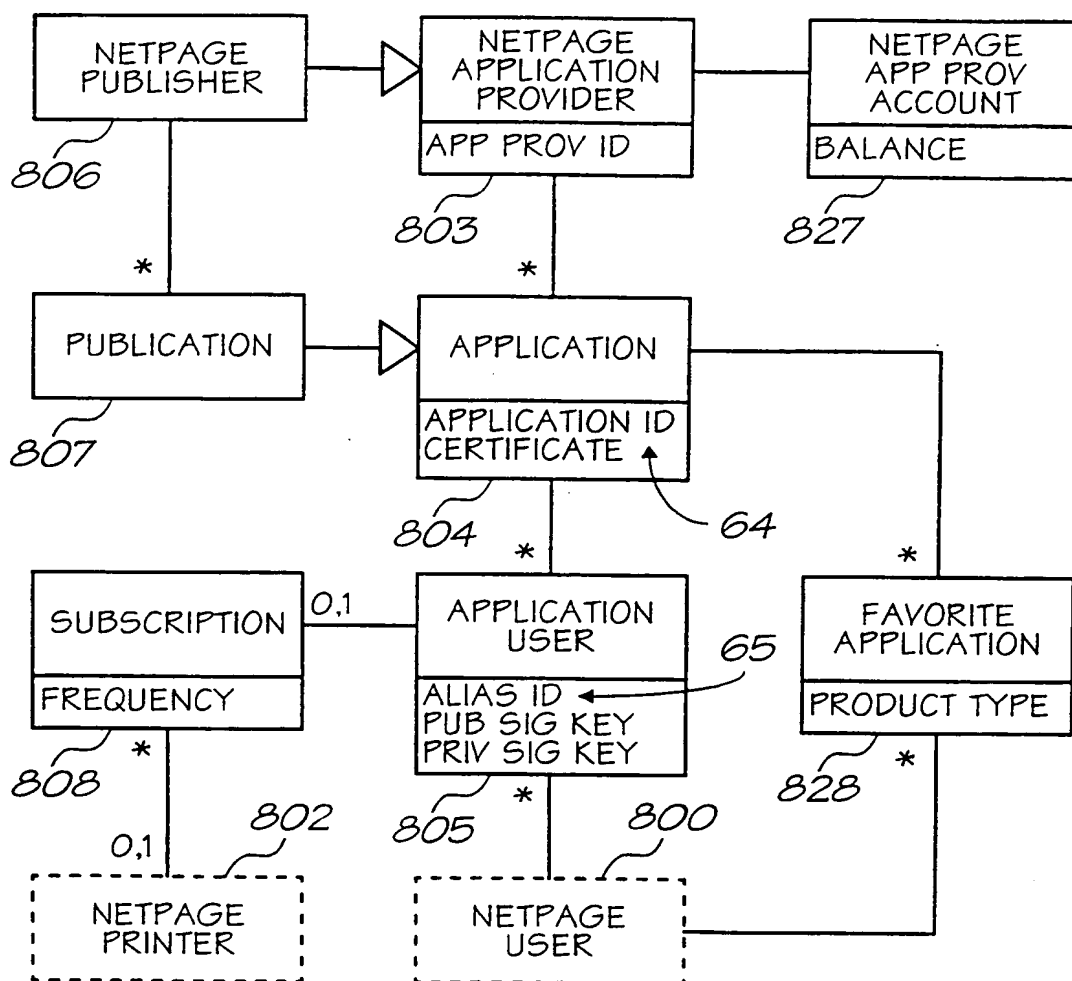 NETPAGE
PUBLISHER
806
NETPAGE
APPLICATION
PROVIDER
APP PROV ID
803
NETPAGE
APP PROV
ACCOUNT
BALANCE
827
*
*
PUBLICATION
807
APPLICATION
APPLICATION ID
CERTIFICATE
804
64
*
*
SUBSCRIPTION
FREQUENCY
808
0,1
APPLICATION
USER
ALIAS ID
PUB SIG KEY
PRIV SIG KEY
805
65
FAVORITE
APPLICATION
PRODUCT TYPE
828
*
*
*
0,1
802
NETPAGE
PRINTER
800
NETPAGE
USER